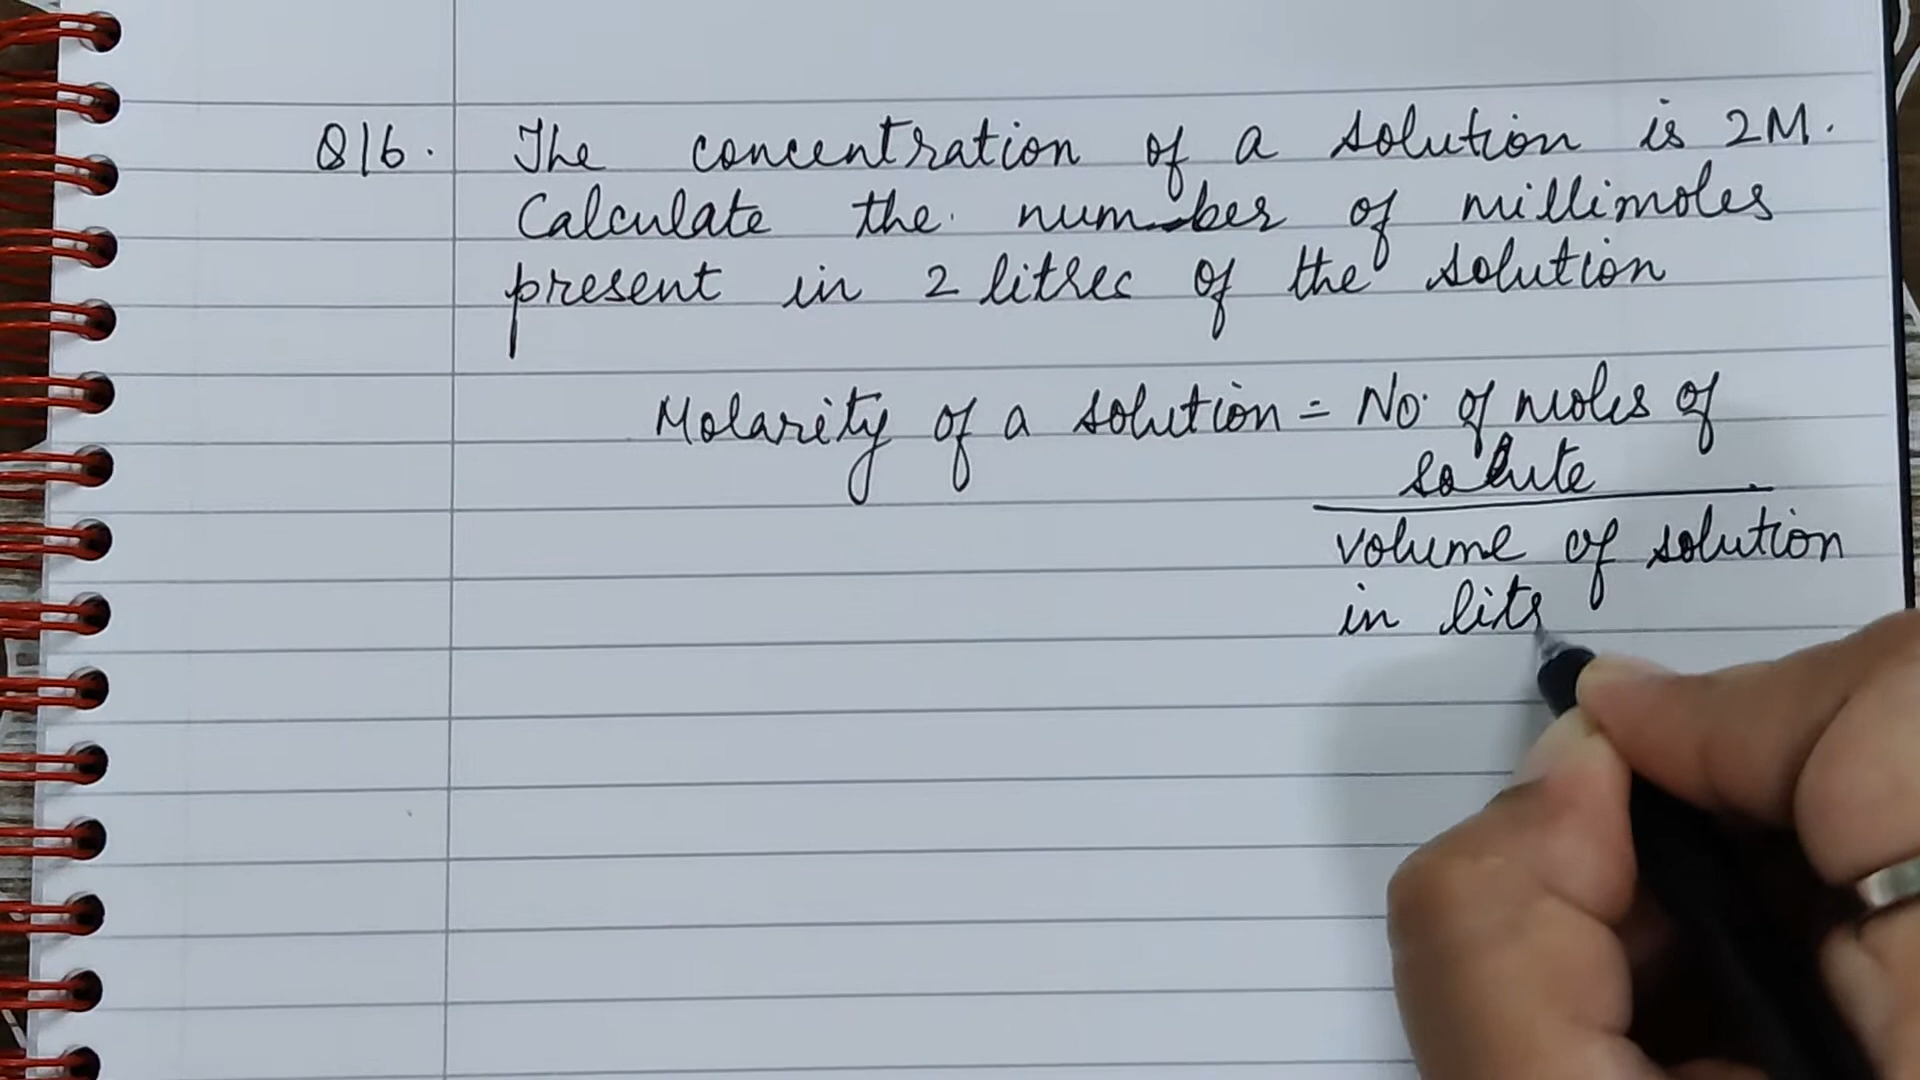 Q16. The concentration of a solution is 2M.
Calculate the number of millimoles
present in 2 litres of the solution
Molarity of a solution = No. of moles of
solute
volume of solution
in litr